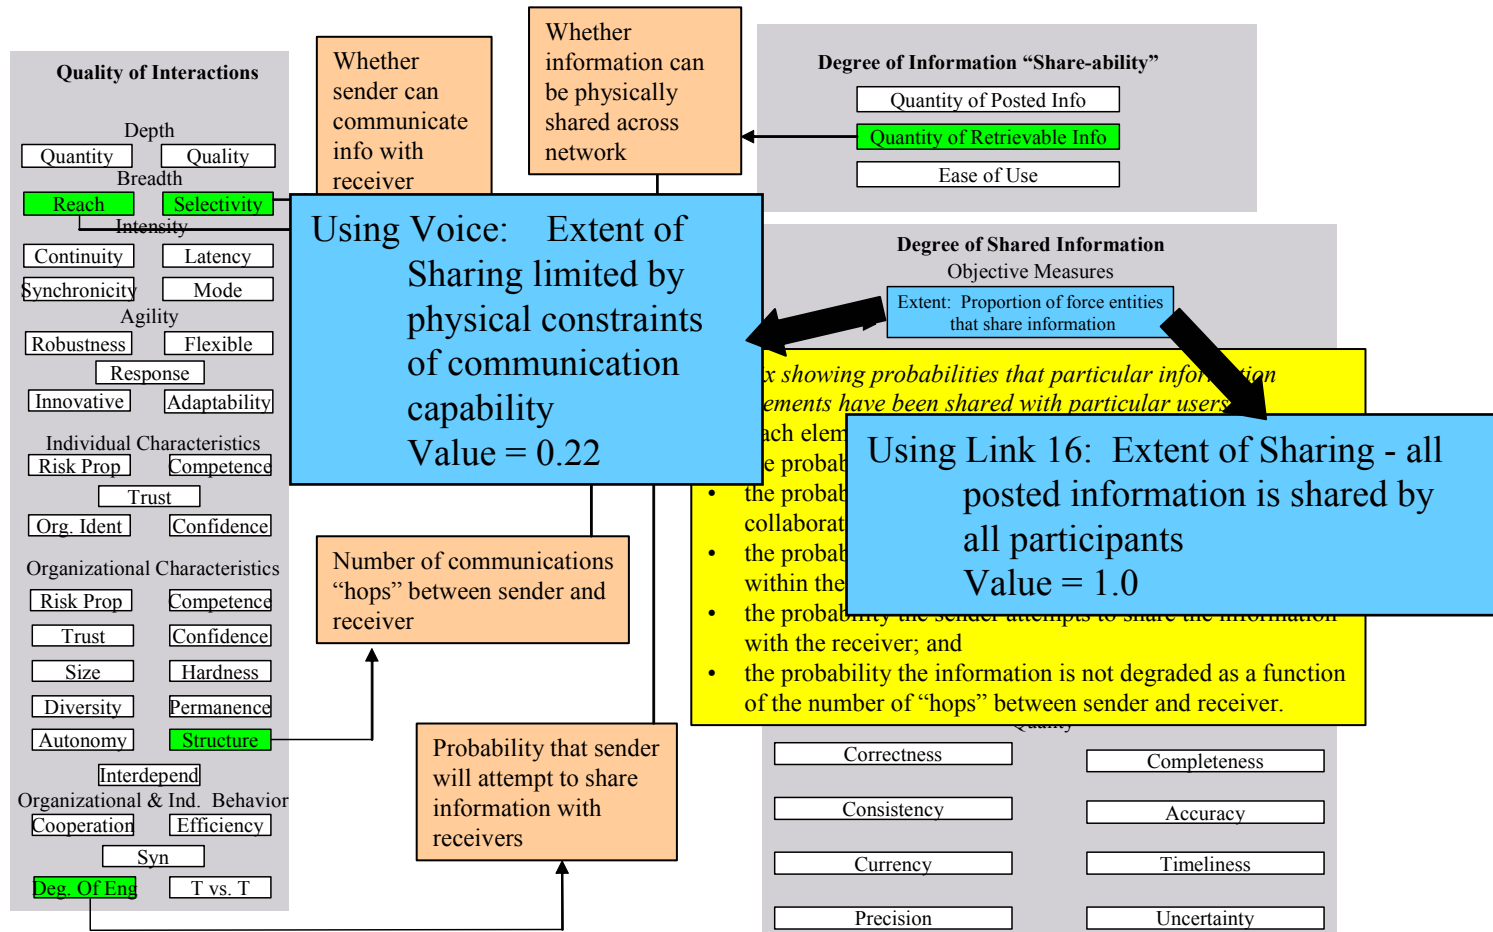 Quality of Interactions
Depth
Quantity
Quality
Breadth
Reach
Selectivity
Intensity
Continuity
Latency
Synchronicity
Mode
Agility
Robustness
Flexible
Response
Innovative
Adaptability
Individual Characteristics
Risk Prop
Competence
Trust
Org. Ident
Confidence
Organizational Characteristics
Risk Prop
Competence
Trust
Confidence
Size
Hardness
Diversity
Permanence
Autonomy
Structure
Interdepend
Organizational & Ind. Behavior
Cooperation
Efficiency
Syn
Deg. Of Eng
T vs. T
Whether
sender can
communicate
info with
receiver
Whether
information can
be physically
shared across
network
Using Voice: Extent of
Sharing limited by
physical constraints
of communication
capability
Value = 0.22
Number of communications
“hops” between sender and
receiver
Probability that sender
will attempt to share
information with
receivers
Degree of Information “Share-ability”
Quantity of Posted Info
Quantity of Retrievable Info
Ease of Use
Degree of Shared Information
Objective Measures
Extent: Proportion of force entities
that share information
showing probabilities that particular information
have been shared with particular users
• the
collaborat
• the
within the
• the probability the sender attempts to share the information
with the receiver; and
• the probability the information is not degraded as a function
of the number of “hops” between sender and receiver.
Using Link 16: Extent of Sharing - all
posted information is shared by
all participants
Value = 1.0
Quality
Correctness
Completeness
Consistency
Accuracy
Currency
Timeliness
Precision
Uncertainty